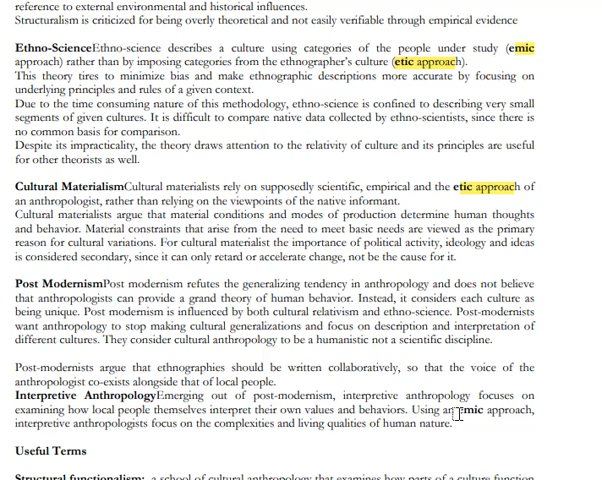 reference to external environmental and historical influences.
Structuralism is criticized for being overly theoretical and not easily verifiable through empirical evidence
Ethno-ScienceEthno-science describes a culture using categories of the people under study (emic
approach) rather than by imposing categories from the ethnographer's culture (etic approach).
This theory tires to minimize bias and make ethnographic descriptions more accurate by focusing on
underlying principles and rules of a given context.
Due to the time consuming nature of this methodology, ethno-science is confined to describing very small
segments of given cultures. It is difficult to compare native data collected by ethno-scientists, since there is
no common basis for comparison.
Despite its impracticality, the theory draws attention to the relativity of culture and its principles are useful
for other theorists as well.
Cultural MaterialismCultural materialists rely on supposedly scientific, empirical and the etic approach of
an anthropologist, rather than relying on the viewpoints of the native informant.
Cultural materialists argue that material conditions and modes of production determine human thoughts
and behavior. Material constraints that arise from the need to meet basic needs are viewed as the primary
reason for cultural variations. For cultural materialist the importance of political activity, ideology and ideas
is considered secondary, since it can only retard or accelerate change, not be the cause for it.
Post ModernismPost modernism refutes the generalizing tendency in anthropology and does not believe
that anthropologists can provide a grand theory of human behavior. Instead, it considers each culture as
being unique. Post modernism is influenced by both cultural relativism and ethno-science. Post-modernists
want anthropology to stop making cultural generalizations and focus on description and interpretation of
different cultures. They consider cultural anthropology to be a humanistic not a scientific discipline.
Post-modernists argue that ethnographies should be written collaboratively, so that the voice of the
anthropologist co-exists alongside that of local people.
Interpretive AnthropologyEmerging out of post-modernism, interpretive anthropology focuses on
examining how local people themselves interpret their own values and behaviors. Using an emic approach,
interpretive anthropologists focus on the complexities and living qualities of human nature.
Useful Terms
Structural functionalism: a school of cultural anthropology that examines how parts of a culture function